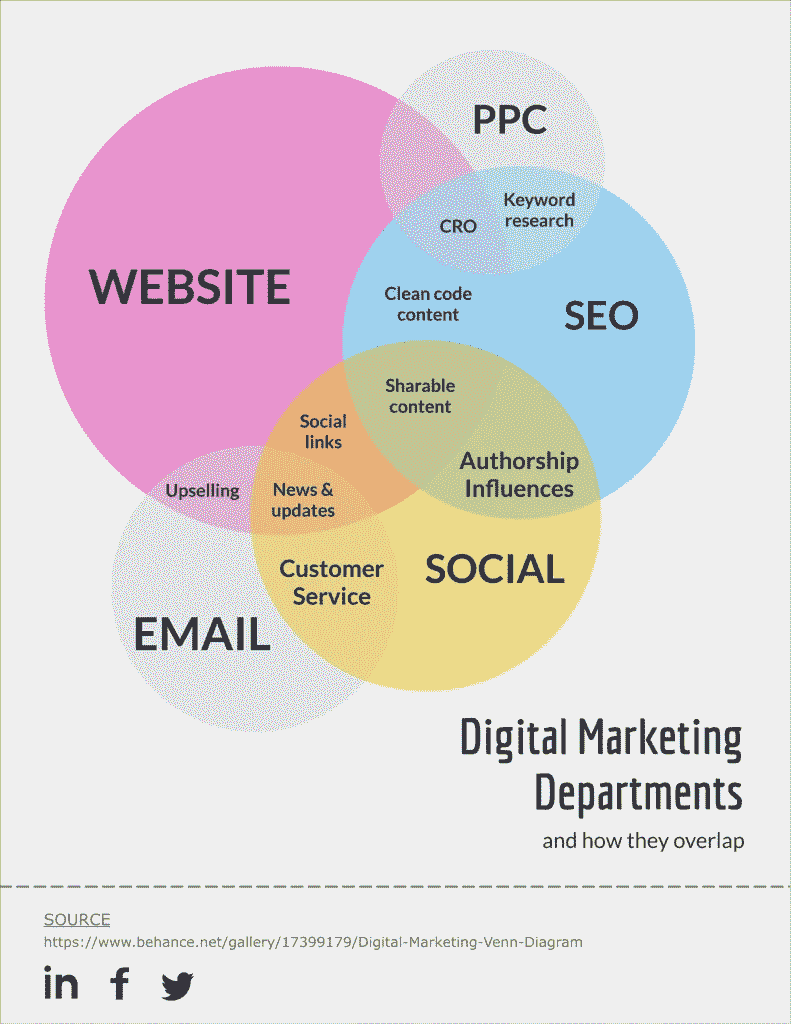 PPC
Keyword
research
CRO
WEBSITE
Clean code
content
SEO
Sharable
content
Social
links
Authorship
Influences
Upselling
News &
updates
Customer
Service
SOCIAL
EMAIL
Digital Marketing
Departments
and how they overlap
SOURCE
https://www.behance.net/gallery/17399179/Digital-Marketing-Venn-Diagram